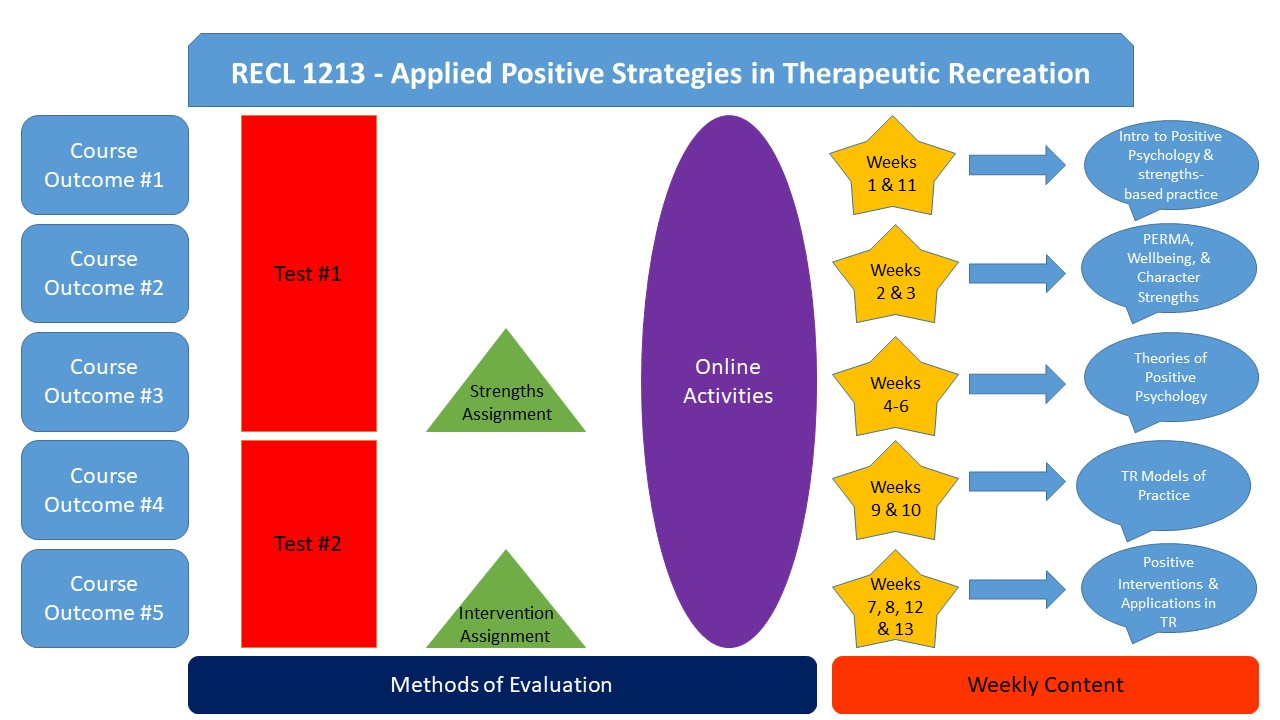 RECL 1213 - Applied Positive Strategies in Therapeutic Recreation
Course
Outcome #1
Course
Outcome #2
Course
Outcome #3
Course
Outcome #4
Course
Outcome #5
Test #1
Test #2
Strengths
Assignment
Intervention
Assignment
Online
Activities
Weeks
1 & 11
Intro to Positive
Psychology &
strengths-
based practice
Weeks
2 & 3
PERMA,
Wellbeing, &
Character
Strengths
Weeks
4-6
Theories of
Positive
Psychology
Weeks
9 & 10
TR Models of
Practice
Weeks
7, 8, 12
& 13
Positive
Interventions &
Applications in
TR
Methods of Evaluation
Weekly Content